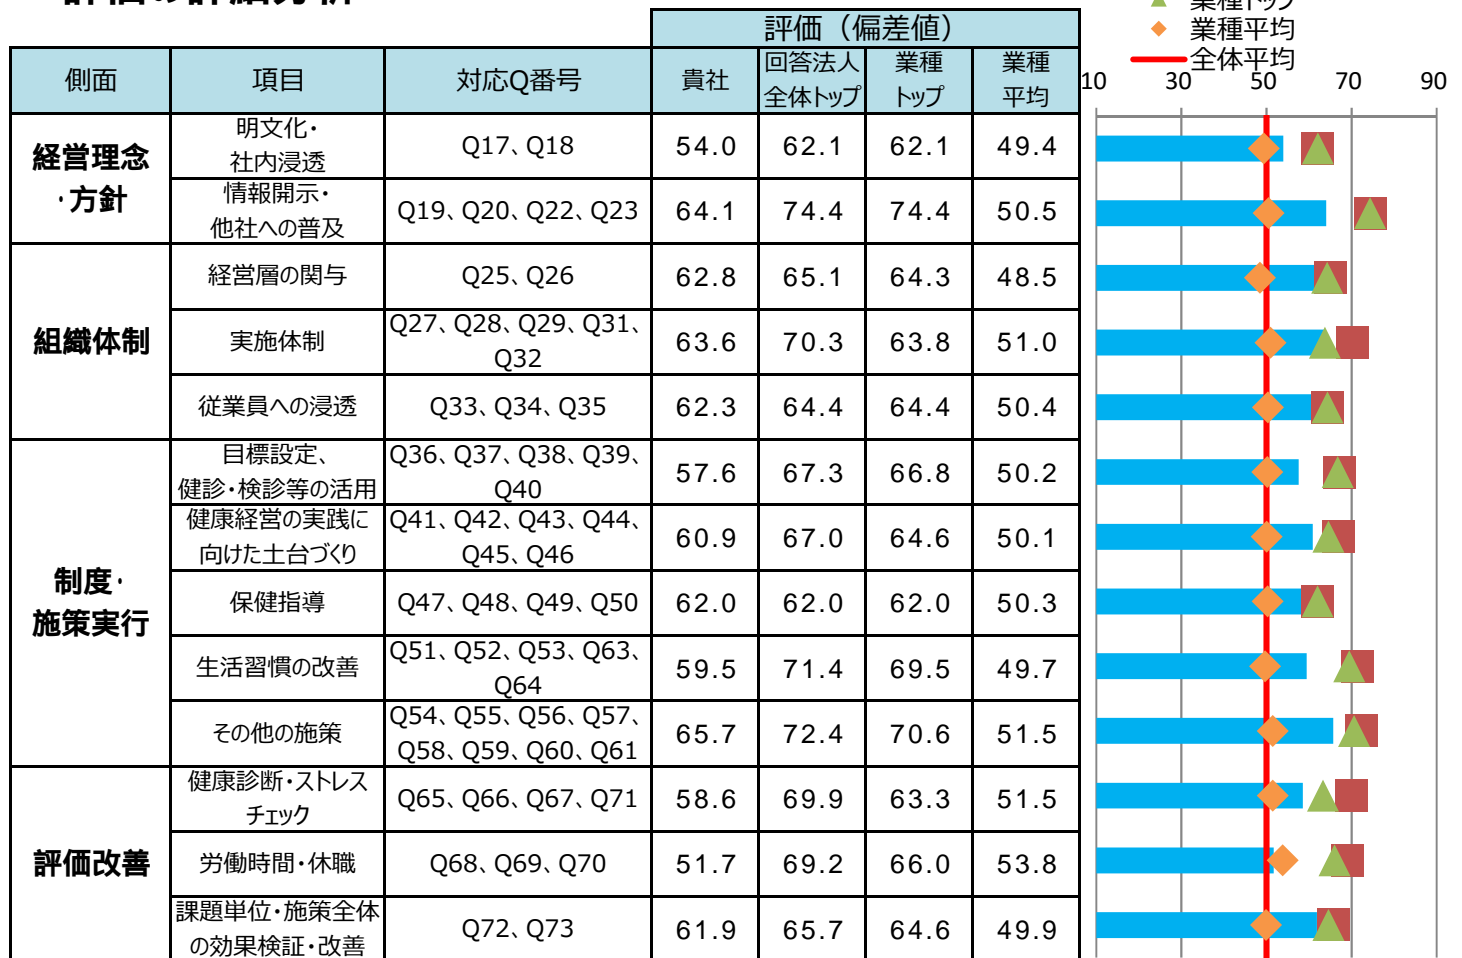 評価の詳細分析
業種トップ
業種平均
全体平均
評価（偏差値）
側面 項目 対応Q番号 貴社 回答法人 業種 業種
全体トップ トップ 平均
10 30 50 70 90
経営理念
・方針
明文化・
社内浸透
Q17、Q18 54.0 62.1 62.1 49.4
情報開示・
他社への普及
Q19、Q20、Q22、Q23 64.1 74.4 74.4 50.5
組織体制
経営層の関与 Q25、Q26 62.8 65.1 64.3 48.5
実施体制
Q27、Q28、Q29、Q31、
Q32
63.6 70.3 63.8 51.0
従業員への浸透 Q33、Q34、Q35 62.3 64.4 64.4 50.4
制度・
施策実行
目標設定、
健診・検診等の活用
Q36、Q37、Q38、Q39、
Q40
57.6 67.3 66.8 50.2
健康経営の実践に
向けた土台づくり
Q41、Q42、Q43、Q44、
Q45、Q46
60.9 67.0 64.6 50.1
保健指導 Q47、Q48、Q49、Q50 62.0 62.0 62.0 50.3
生活習慣の改善
Q51、Q52、Q53、Q63、
Q64
59.5 71.4 69.5 49.7
その他の施策
Q54、Q55、Q56、Q57、
Q58、Q59、Q60、Q61
65.7 72.4 70.6 51.5
評価改善
健康診断・ストレス
チェック
Q65、Q66、Q67、Q71 58.6 69.9 63.3 51.5
労働時間・休職 Q68、Q69、Q70 51.7 69.2 66.0 53.8
課題単位・施策全体
の効果検証・改善
Q72、Q73 61.9 65.7 64.6 49.9